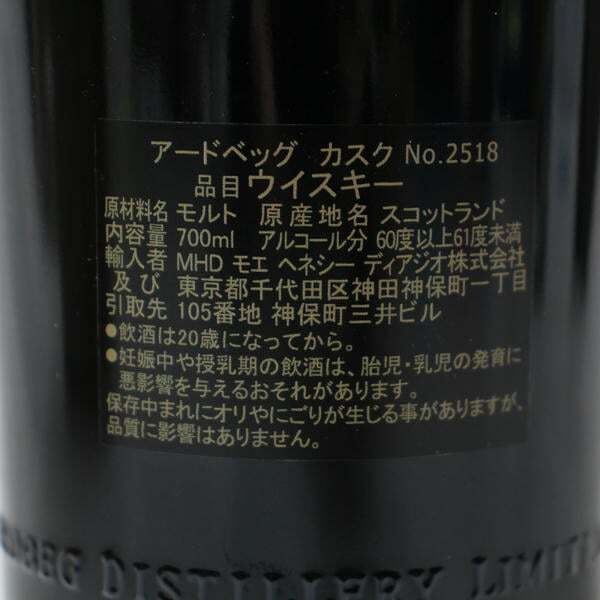 アードベッグ カスク No.2518
品目 ウイスキー
原材料名 モルト 原産地名 スコットランド
内容量 700ml アルコール分 60度以上61度未満
輸入者 MHD モエ ヘネシー ディアジオ株式会社
及び 東京都千代田区神田神保町一丁目
引取先 105番地 神保町三井ビル
●飲酒は20歳になってから。
●妊娠中や授乳期の飲酒は、胎児・乳児の発育に
悪影響を与えるおそれがあります。
保存中まれにオリやにごりが生じる事がありますが、
品質に影響はありません。
DISTILLERY